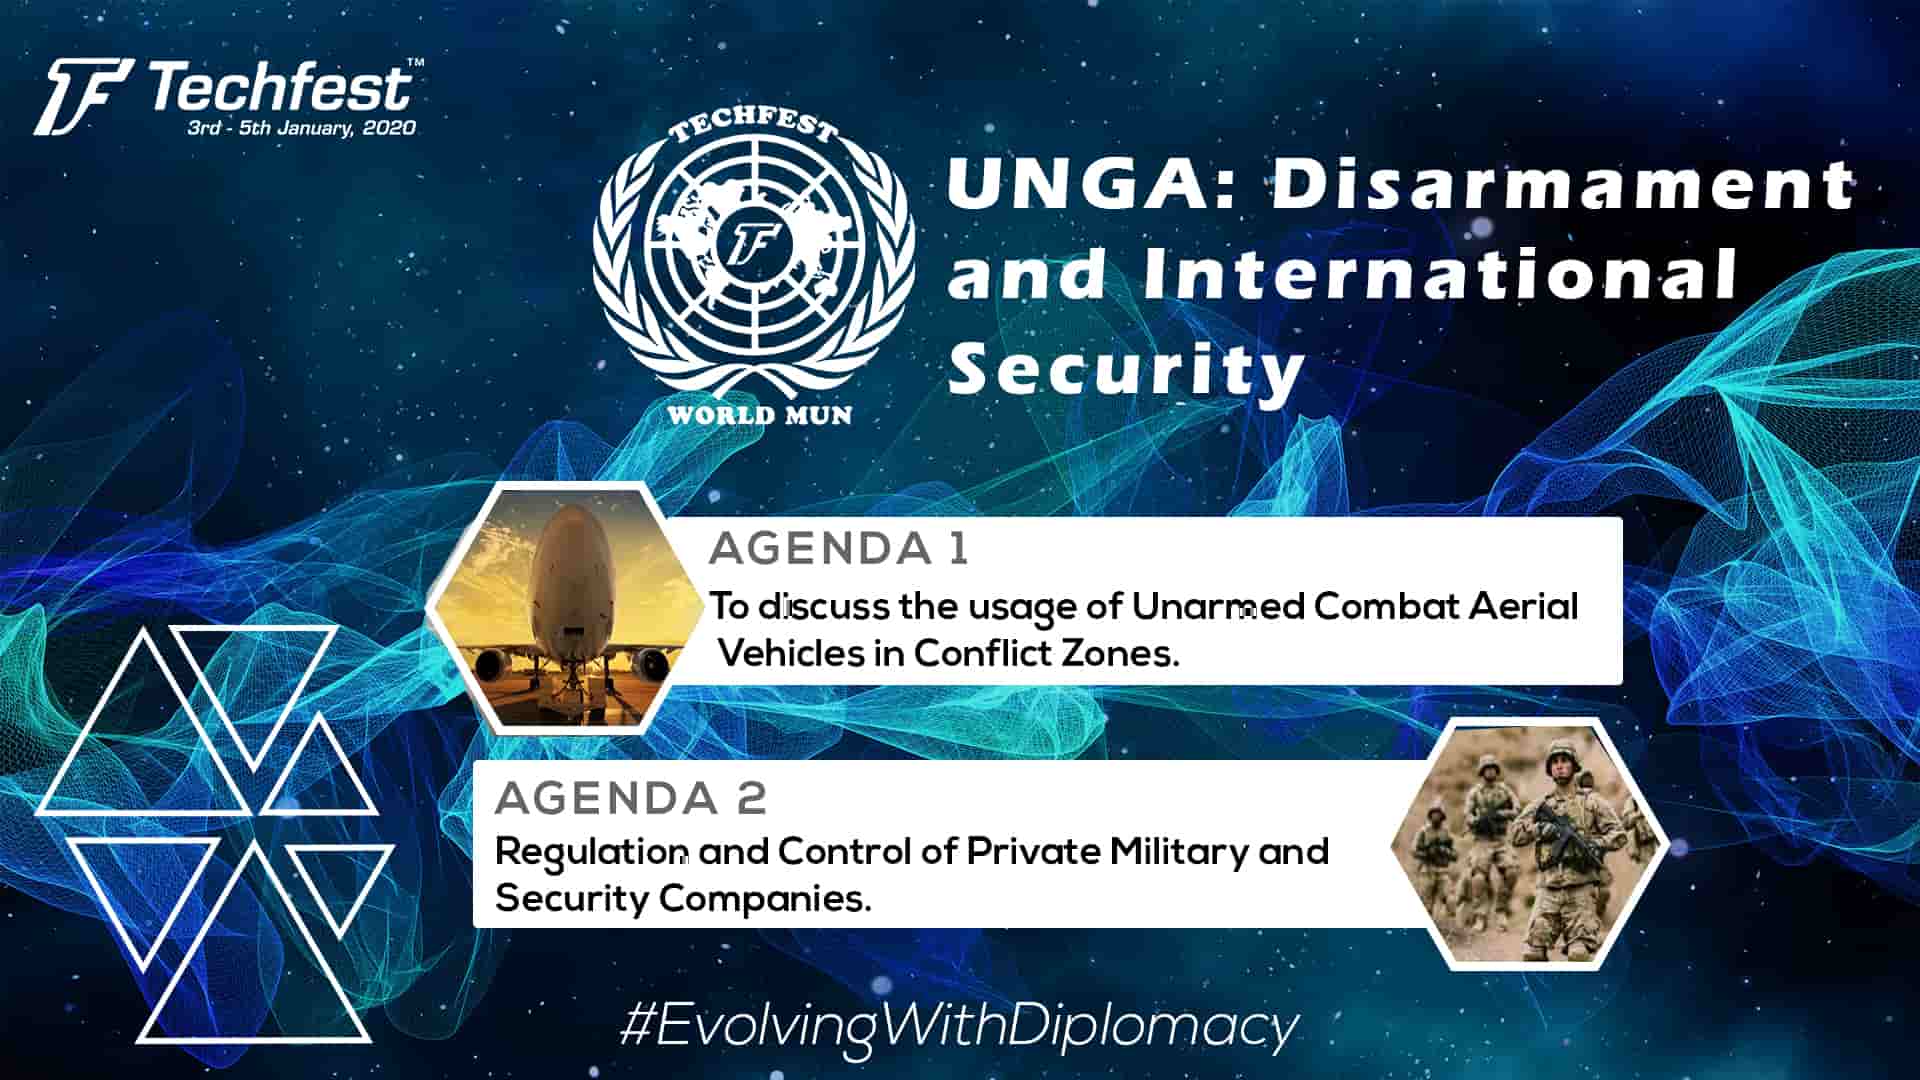 TF Techfest™
3rd - 5th January, 2020
TECHFEST
TF
WORLD MUN
UNGA: Disarmament
and International
Security
AGENDA 1
To discuss the usage of Unarmed Combat Aerial
Vehicles in Conflict Zones.
AGENDA 2
Regulation and Control of Private Military and
Security Companies.
#EvolvingWithDiplomacy